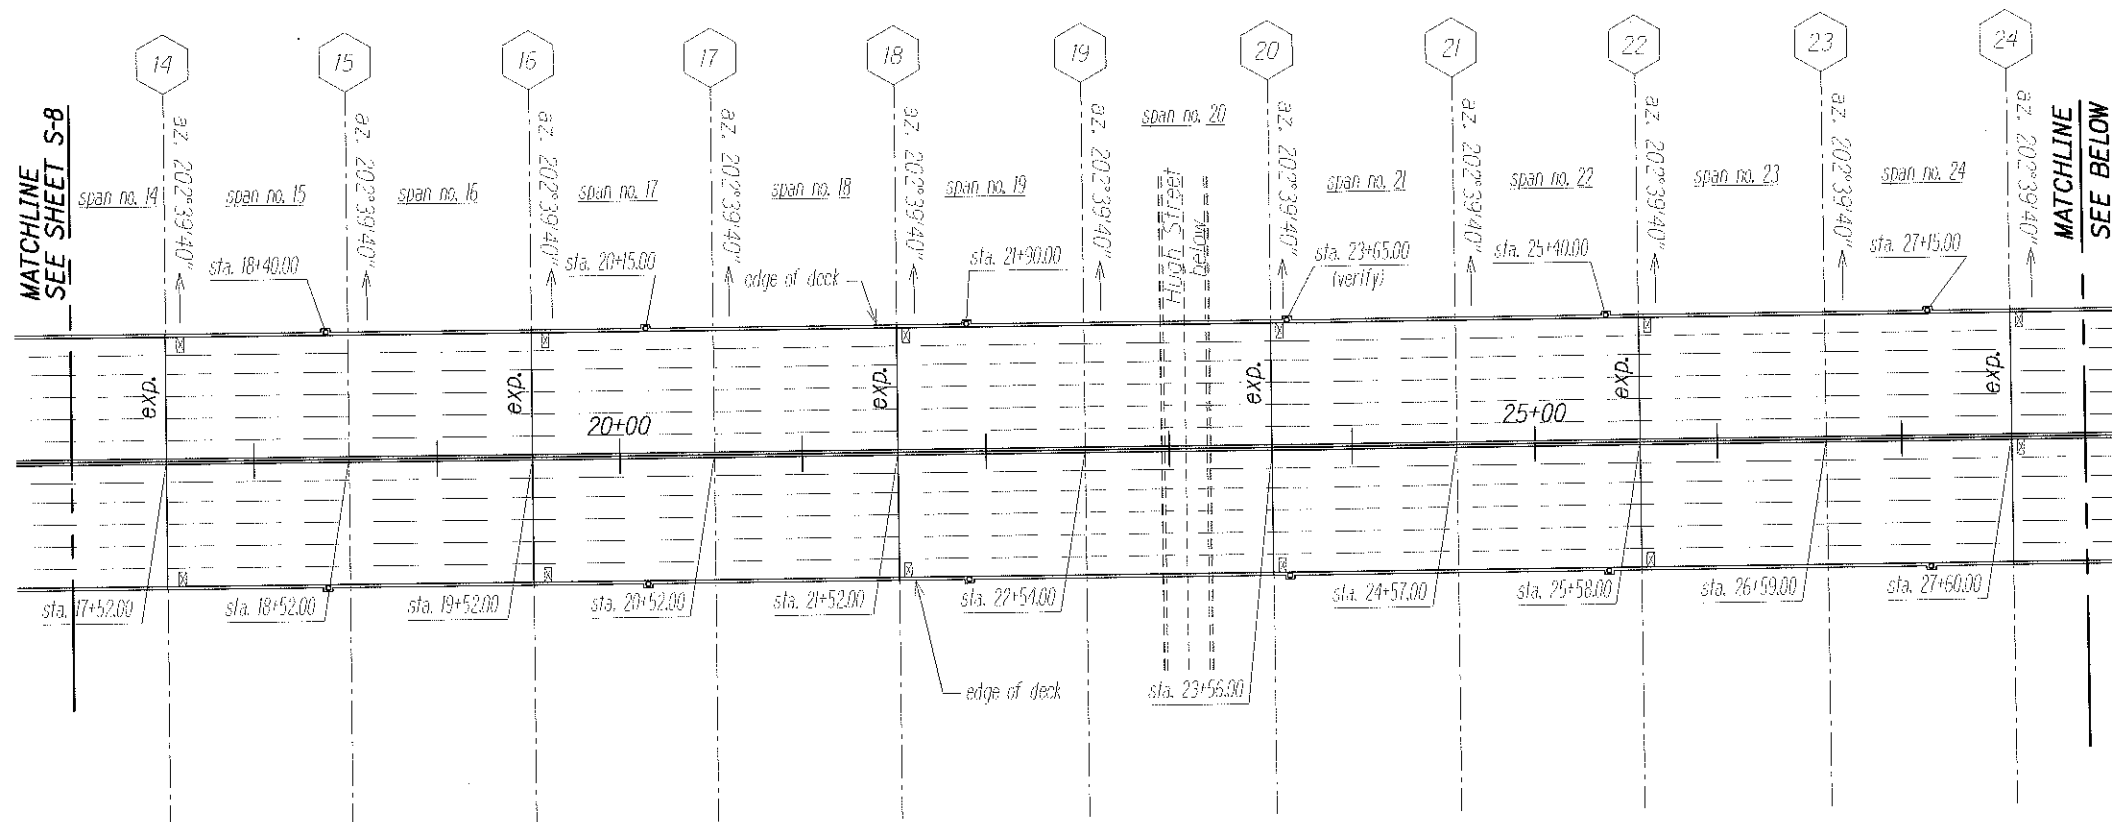 14
15
16
17
18
19
20
21
22
23
24
MATCHLINE
SEE SHEET S-8
MATCHLINE
SEE BELOW
az. 202°39'40"
az. 202°39'40"
az. 202°39'40"
az. 202°39'40"
az. 202°39'40"
az. 202°39'40"
az. 202°39'40"
az. 202°39'40"
az. 202°39'40"
az. 202°39'40"
az. 202°39'40"
span no. 14
span no. 15
span no. 16
span no. 17
span no. 18
span no. 19
span no. 20
span no. 21
span no. 22
span no. 23
span no. 24
sta. 18+40.00
sta. 20+15.00
edge of deck
sta. 21+90.00
Street
below
sta. 23+65.00
(verify)
sta. 25+40.00
sta. 27+15.00
exp.
exp.
exp.
exp.
exp.
exp.
20+00
25+00
sta. 17+52.00
sta. 18+52.00
sta. 19+52.00
sta. 20+52.00
sta. 21+52.00
sta. 22+54.00
sta. 24+57.00
sta. 25+58.00
sta. 26+59.00
sta. 27+60.00
edge of deck
sta. 23+56.00